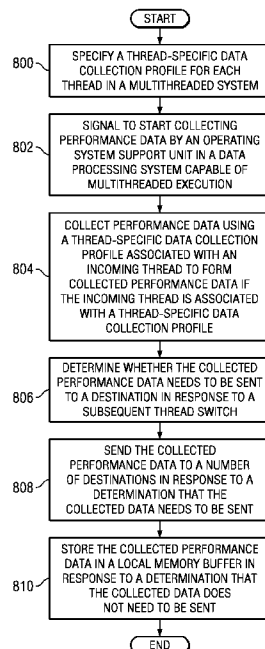 START
800
SPECIFY A THREAD-SPECIFIC DATA
COLLECTION PROFILE FOR EACH
THREAD IN A MULTITHREADED SYSTEM
802
SIGNAL TO START COLLECTING
PERFORMANCE DATA BY AN OPERATING
SYSTEM SUPPORT UNIT IN A DATA
PROCESSING SYSTEM CAPABLE OF
MULTITHREADED EXECUTION
804
COLLECT PERFORMANCE DATA USING
A THREAD-SPECIFIC DATA COLLECTION
PROFILE ASSOCIATED WITH AN
INCOMING THREAD TO FORM
COLLECTED PERFORMANCE DATA IF
THE INCOMING THREAD IS ASSOCIATED
WITH A THREAD-SPECIFIC DATA
COLLECTION PROFILE
806
DETERMINE WHETHER THE COLLECTED
PERFORMANCE DATA NEEDS TO BE SENT
TO A DESTINATION IN RESPONSE TO A
SUBSEQUENT THREAD SWITCH
808
SEND THE COLLECTED
PERFORMANCE DATA TO A NUMBER
OF DESTINATIONS IN RESPONSE TO A
DETERMINATION THAT THE
COLLECTED DATA NEEDS TO BE SENT
810
STORE THE COLLECTED PERFORMANCE
DATA IN A LOCAL MEMORY BUFFER IN
RESPONSE TO A DETERMINATION THAT
THE COLLECTED DATA DOES
NOT NEED TO BE SENT
END